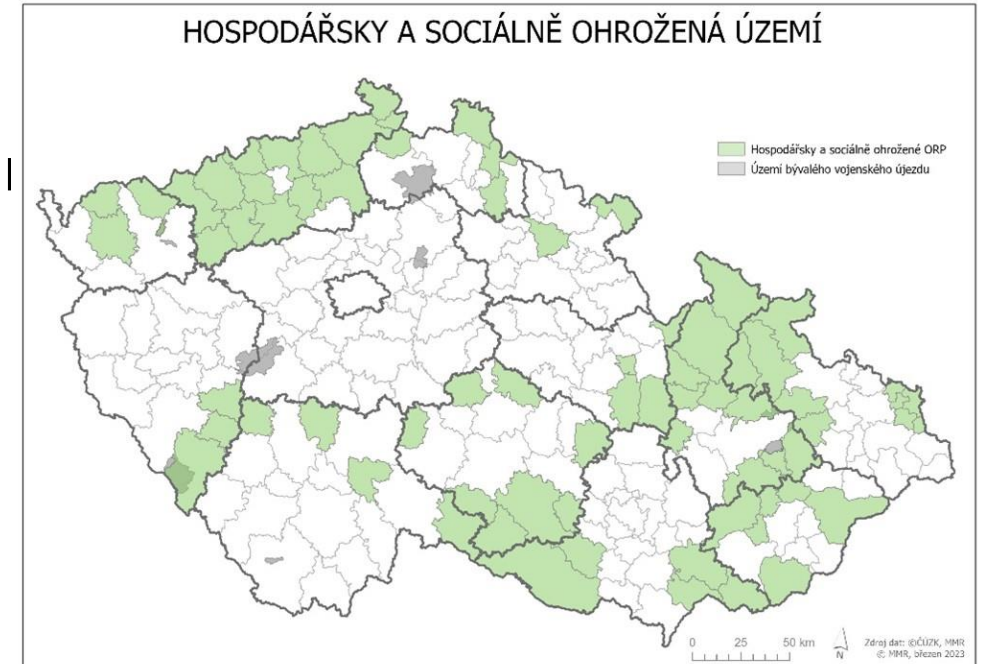 HOSPODÁŘSKY A SOCIÁLNĚ OHROŽENÁ ÚZEMÍ
Hospodářsky a sociálně ohrožené ORP
Území bývalého vojenského újezdu
0 25 50 km
N
Zdroj dat: ©ČÚZK, MMR
© MMR, březen 2023